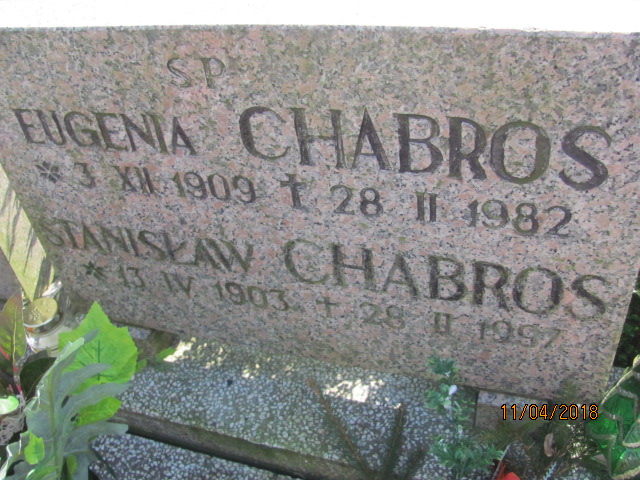 SP
EUGENIA CHABROS
* 3 XII 1909 † 28 II 1982
STANISŁAW CHABROS
* 13 IV 1903 † 28 II
11/04/2018